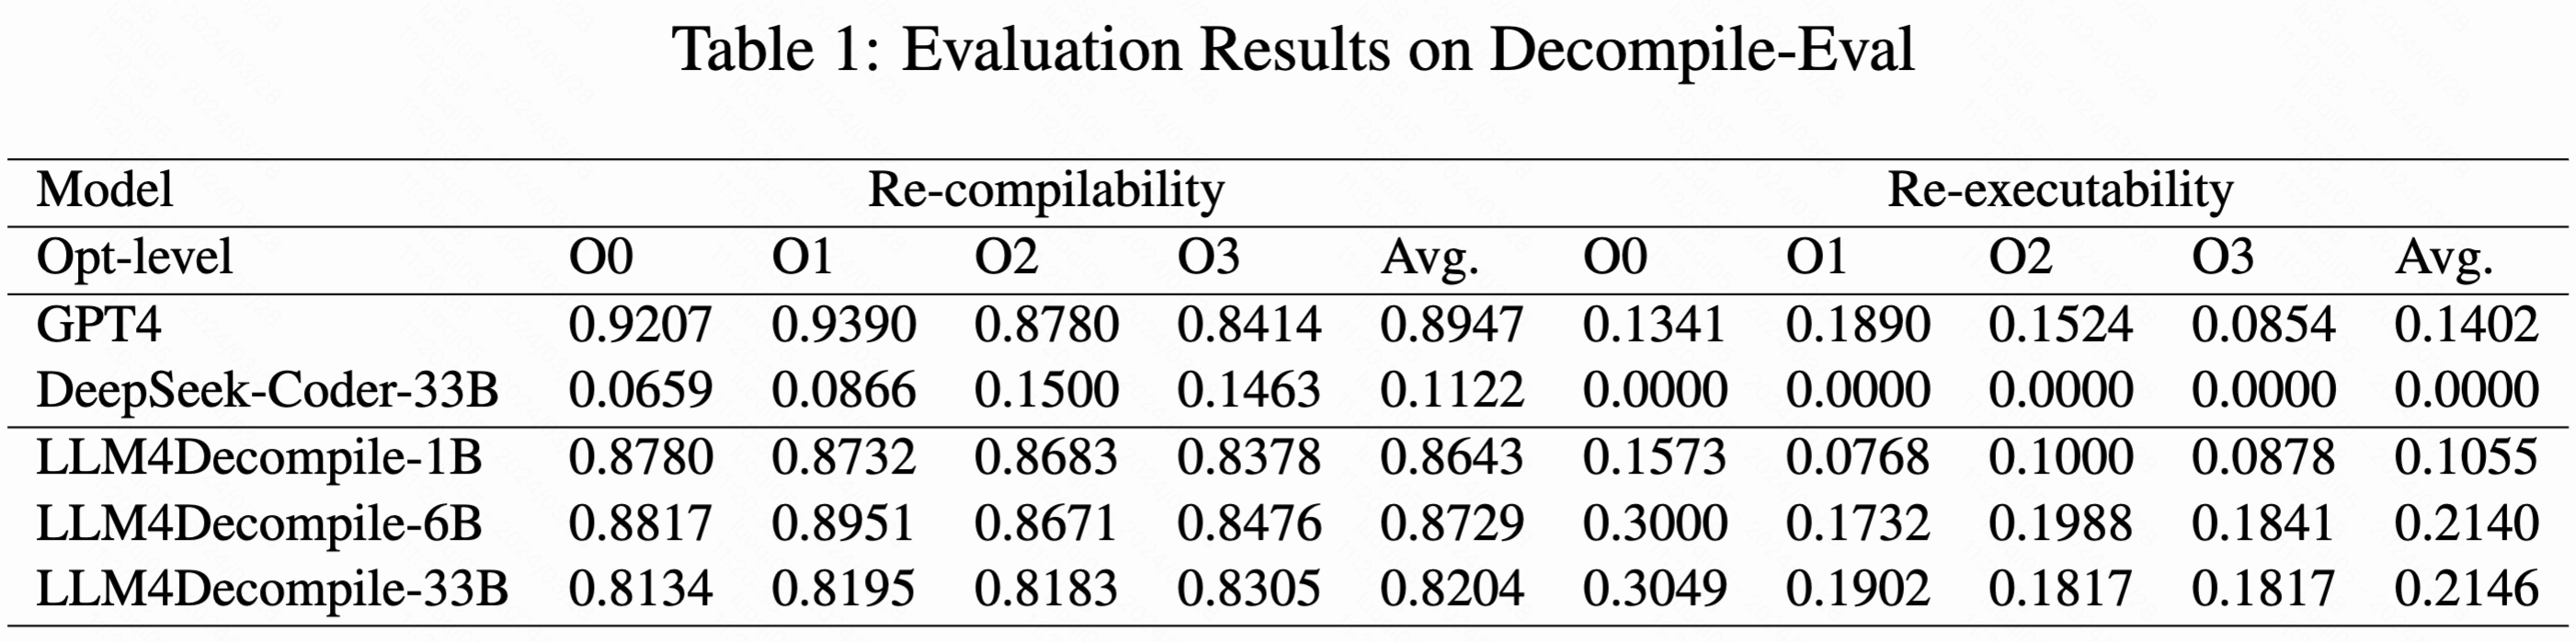 Table 1: Evaluation Results on Decompile-Eval
Model Re-compilability Re-executability
Opt-level O0 O1 O2 O3 Avg. O0 O1 O2 O3 Avg.
GPT4 0.9207 0.9390 0.8780 0.8414 0.8947 0.1341 0.1890 0.1524 0.0854 0.1402
DeepSeek-Coder-33B 0.0659 0.0866 0.1500 0.1463 0.1122 0.0000 0.0000 0.0000 0.0000 0.0000
LLM4Decompile-1B 0.8780 0.8732 0.8683 0.8378 0.8643 0.1573 0.0768 0.1000 0.0878 0.1055
LLM4Decompile-6B 0.8817 0.8951 0.8671 0.8476 0.8729 0.3000 0.1732 0.1988 0.1841 0.2140
LLM4Decompile-33B 0.8134 0.8195 0.8183 0.8305 0.8204 0.3049 0.1902 0.1817 0.1817 0.2146